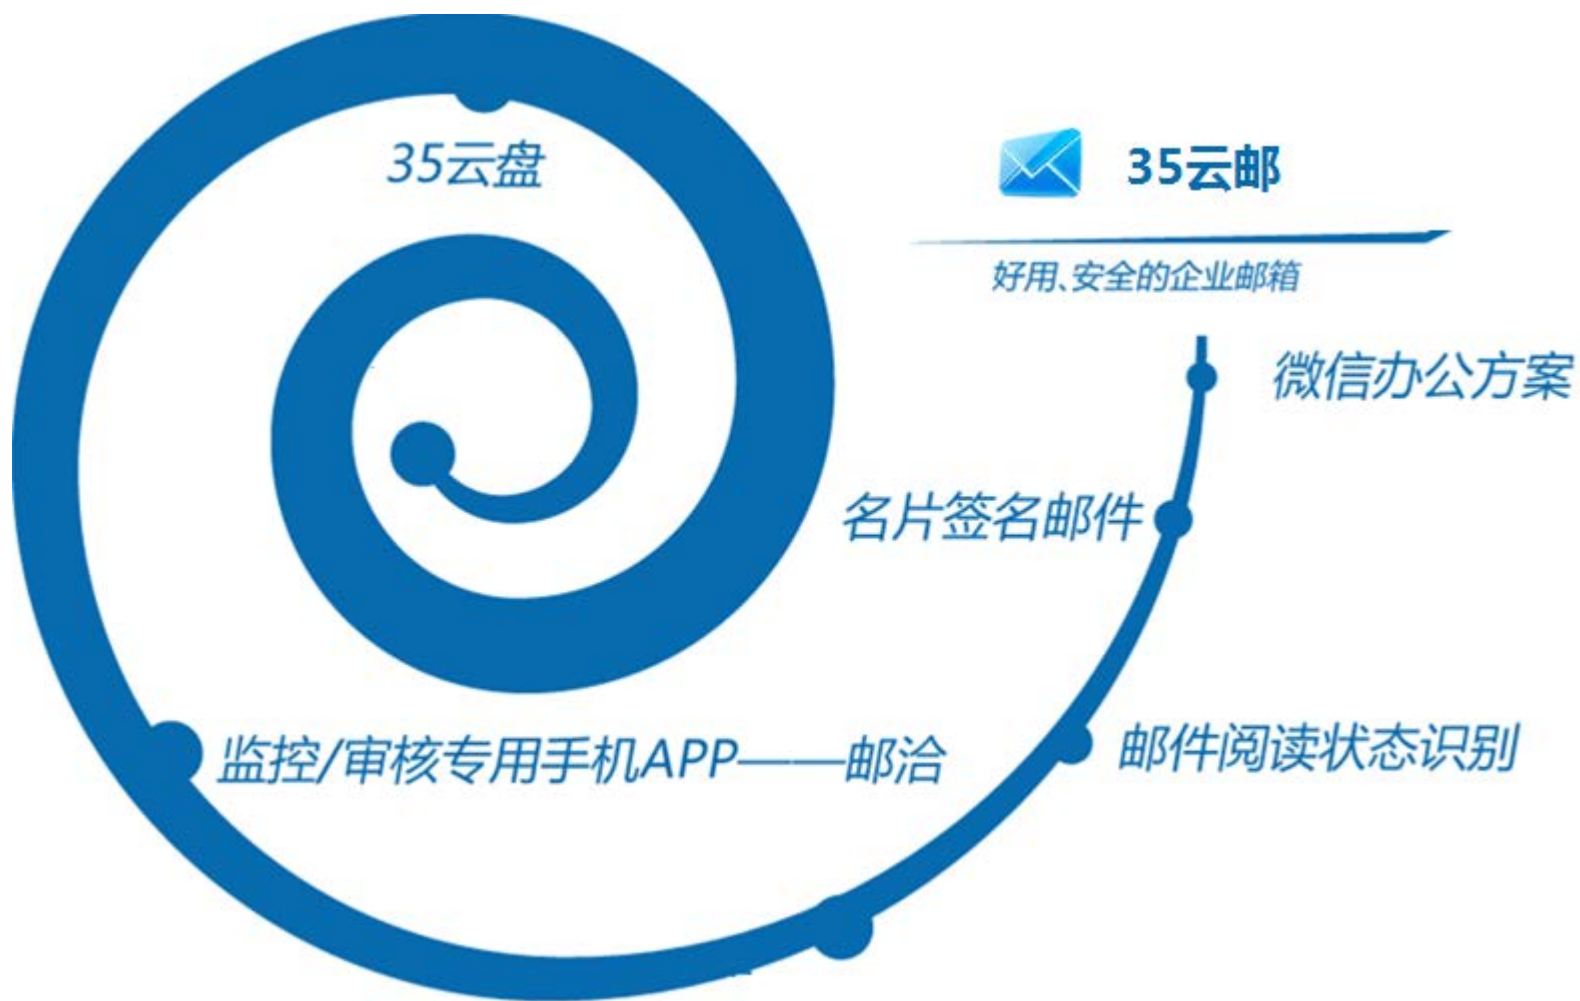 35云盘
35云邮
好用、安全的企业邮箱
微信办公方案
名片签名邮件
监控/审核专用手机APP——邮洽
邮件阅读状态识别